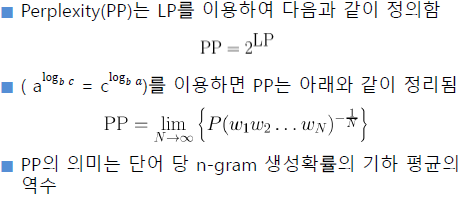 ■ Perplexity(PP)는 LP를 이용하여 다음과 같이 정의함
PP = 2^{LP}
■ ( a^{log_b c} = c^{log_b a})를 이용하면 PP는 아래와 같이 정리됨
PP = lim_{N→∞} {P(w_1w_2 … w_N)^{-\frac{1}{N}}}
■ PP의 의미는 단어 당 n-gram 생성확률의 기하 평균의
역수